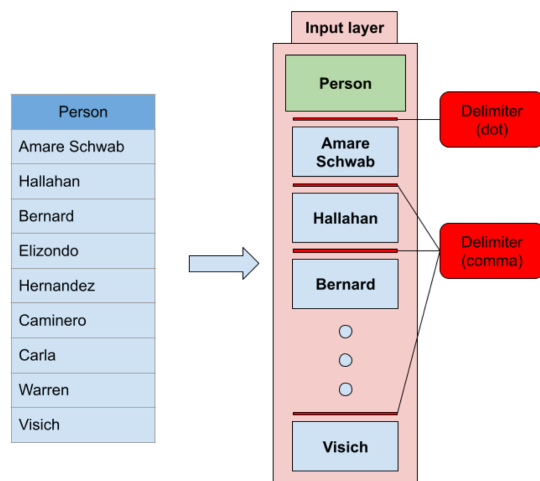 Person
Amare Schwab
Hallahan
Bernard
Elizondo
Hernandez
Caminero
Carla
Warren
Visich
Input layer
Person
Delimiter
(dot)
Amare
Schwab
Hallahan
Delimiter
(comma)
Bernard
Visich